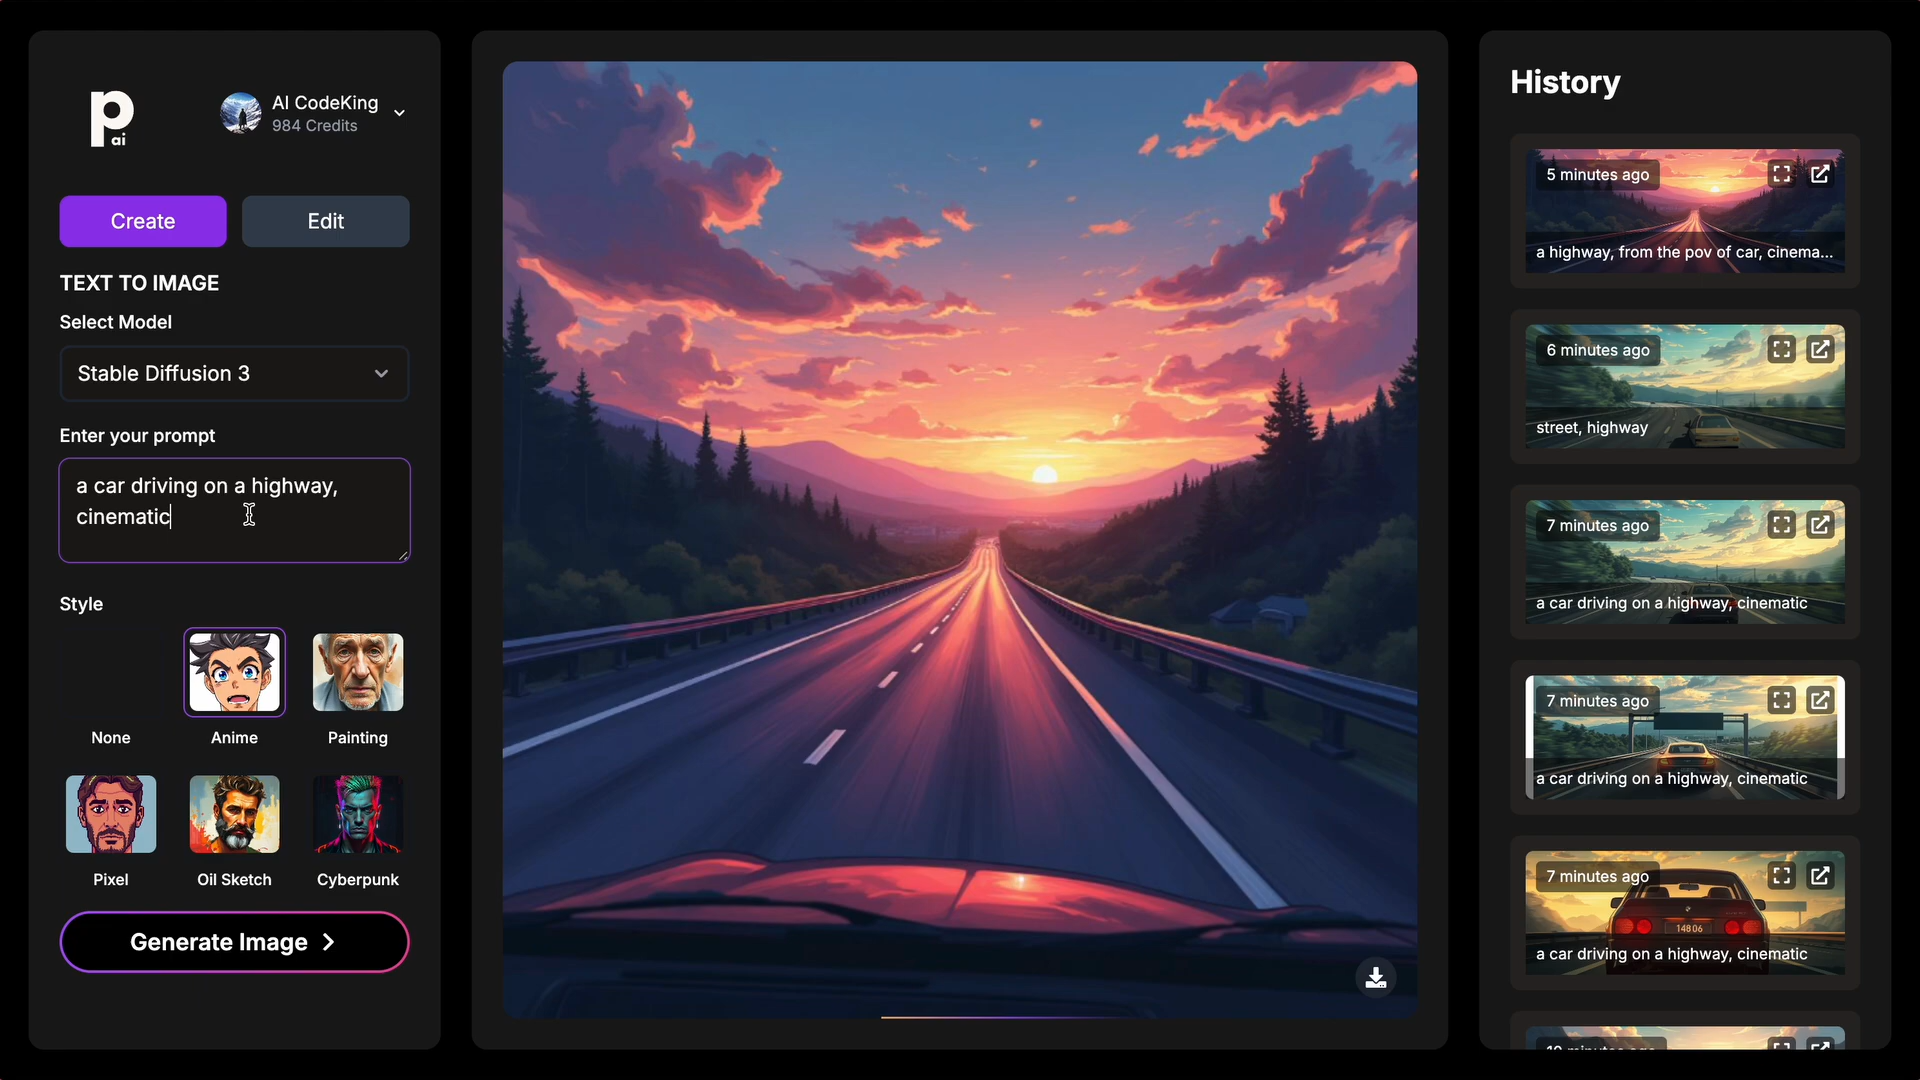 p
ai
AI CodeKing
984 Credits
Create
Edit
TEXT TO IMAGE
Select Model
Stable Diffusion 3
Enter your prompt
a car driving on a highway,
cinematic
Style
None
Anime
Painting
Pixel
Oil Sketch
Cyberpunk
Generate Image
History
5 minutes ago
a highway, from the pov of car, cinema...
6 minutes ago
street, highway
7 minutes ago
a car driving on a highway, cinematic
7 minutes ago
a car driving on a highway, cinematic
7 minutes ago
148 06
a car driving on a highway, cinematic